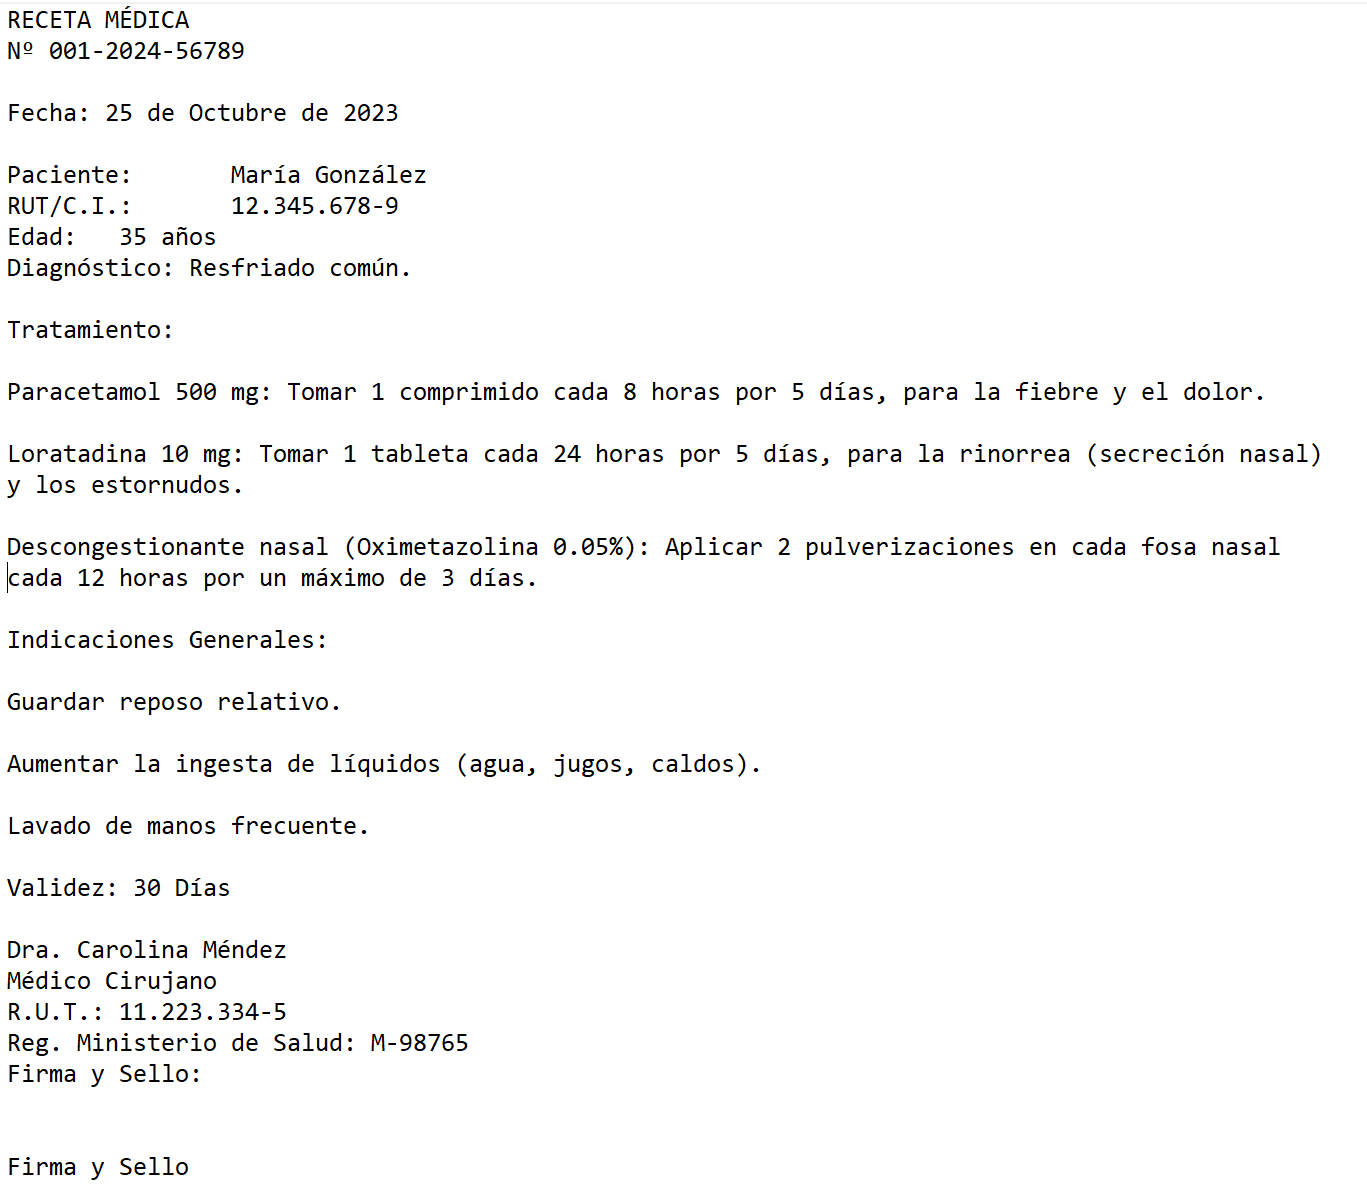 RECETA MÉDICA
Nº 001-2024-56789
Fecha: 25 de Octubre de 2023
Paciente: María González
RUT/C.I.: 12.345.678-9
Edad: 35 años
Diagnóstico: Resfriado común.
Tratamiento:
Paracetamol 500 mg: Tomar 1 comprimido cada 8 horas por 5 días, para la fiebre y el dolor.
Loratadina 10 mg: Tomar 1 tableta cada 24 horas por 5 días, para la rinorrea (secreción nasal)
y los estornudos.
Descongestionante nasal (Oximetazolina 0.05%): Aplicar 2 pulverizaciones en cada fosa nasal
cada 12 horas por un máximo de 3 días.
Indicaciones Generales:
Guardar reposo relativo.
Aumentar la ingesta de líquidos (agua, jugos, caldos).
Lavado de manos frecuente.
Validez: 30 Días
Dra. Carolina Méndez
Médico Cirujano
R.U.T.: 11.223.334-5
Reg. Ministerio de Salud: M-98765
Firma y Sello:
Firma y Sello